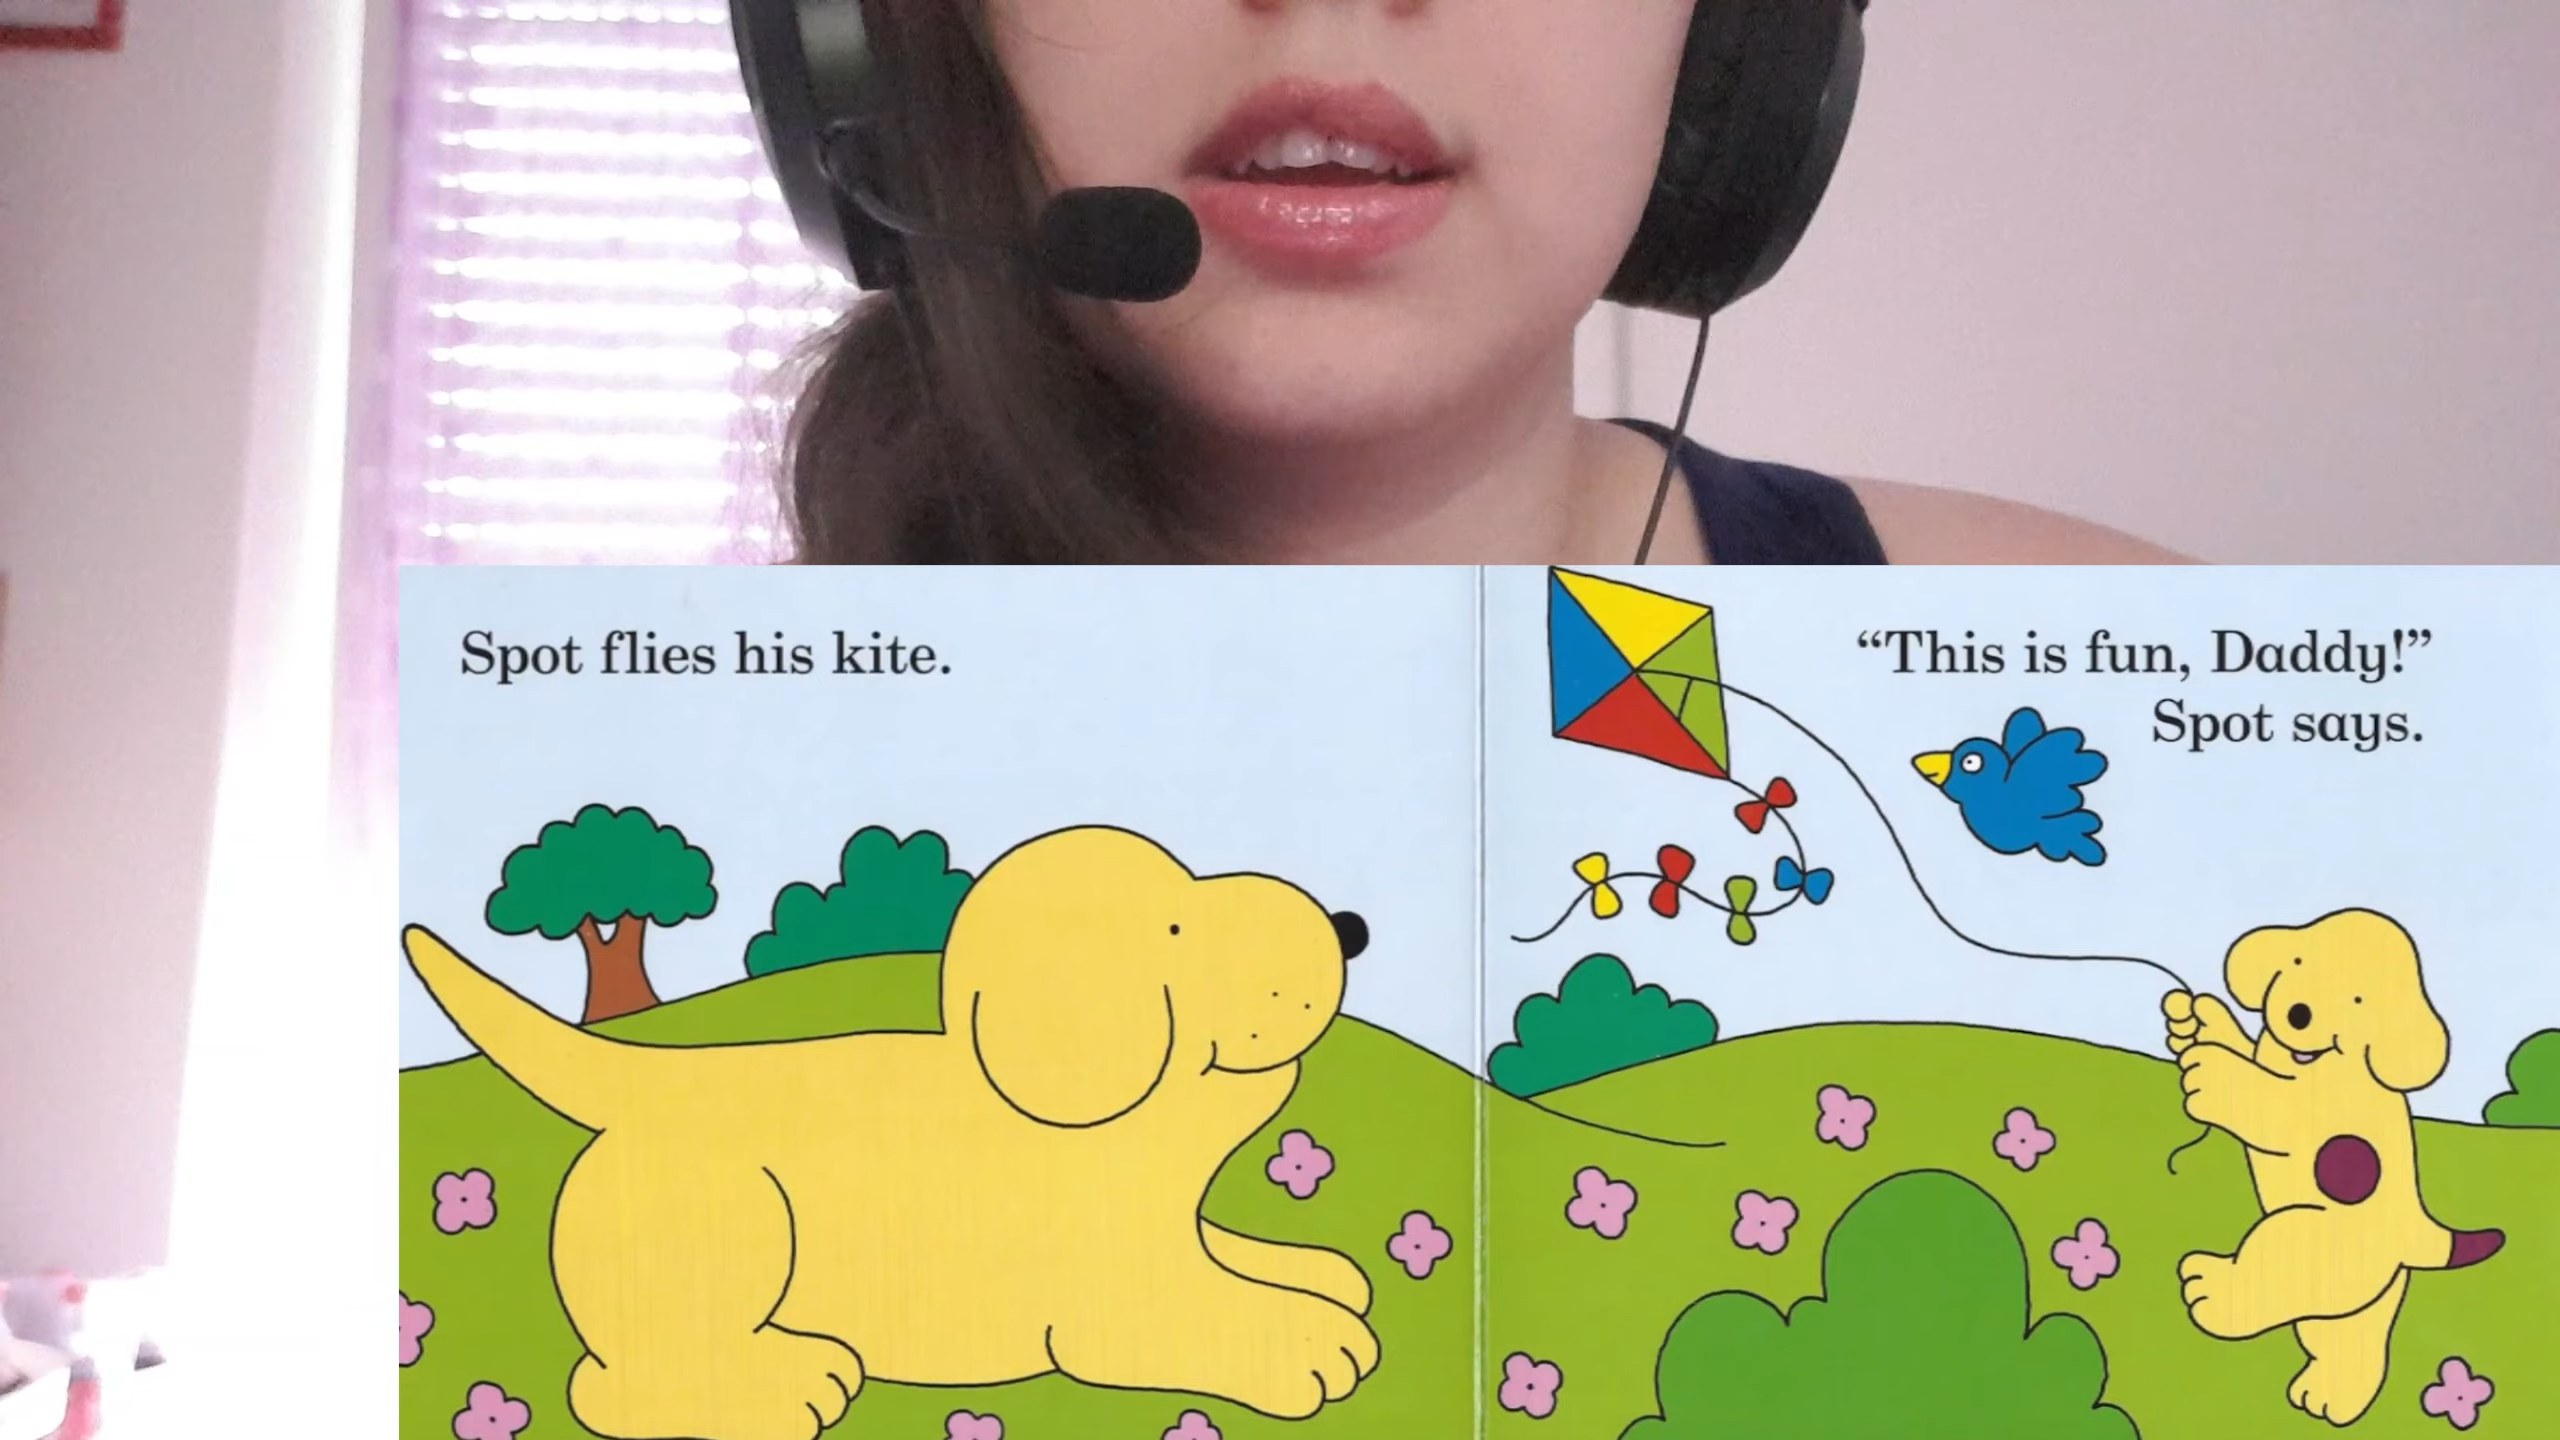 Spot flies his kite.
“This is fun, Daddy!”
Spot says.